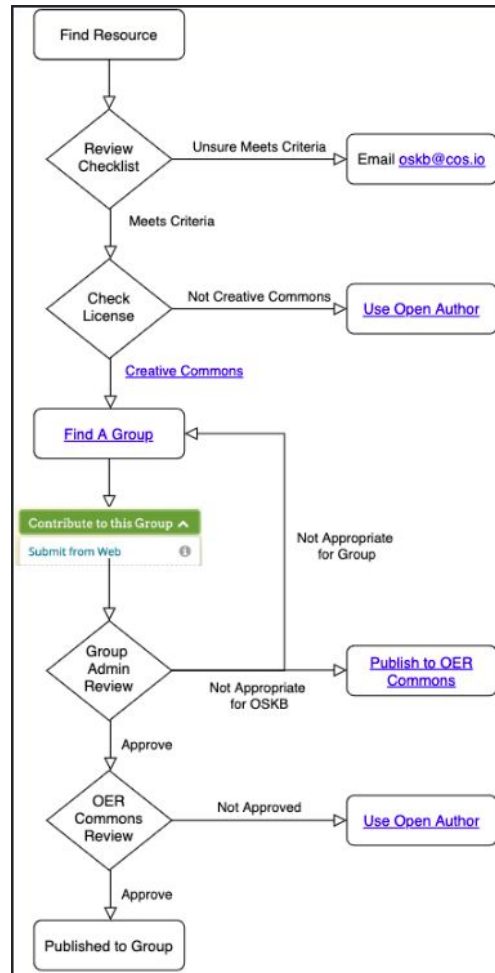 Find Resource
Review
Checklist
Unsure Meets Criteria
Email oskb@cos.io
Meets Criteria
Check
License
Not Creative Commons
Use Open Author
Creative Commons
Find A Group
Contribute to this Group
Submit from Web
Not Appropriate
for Group
Group
Admin
Review
Not Appropriate
for OSKB
Publish to OER
Commons
Approve
OER
Commons
Review
Not Approved
Use Open Author
Approve
Published to Group